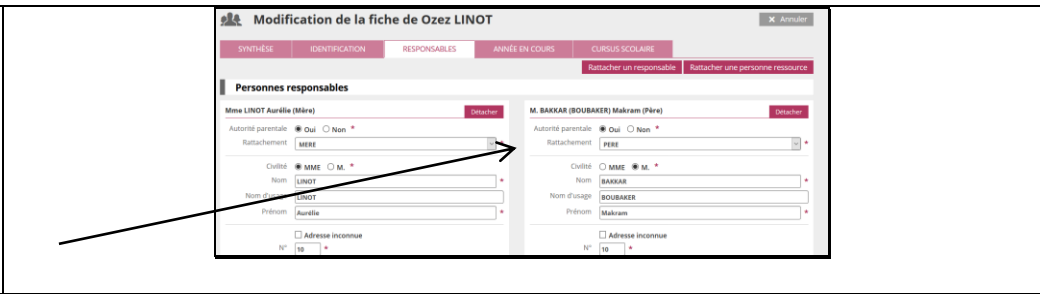 Modification de la fiche de Ozez LINOT
× Annuler
SYNTHÈSE IDENTIFICATION RESPONSABLES ANNÉE EN COURS CURSUS SCOLAIRE
Rattacher un responsable Rattacher une personne ressource
Personnes responsables
Mme LINOT Aurélie (Mère) Détacher
Autorité parentale Oui Non *
Rattachement MERE *
Civilité MME M. *
Nom LINOT *
Nom d'usage LINOT
Prénom Aurélie *
Adresse inconnue
N° 10 *
M. BAKKAR (BOUBAKER) Makram (Père) Détacher
Autorité parentale Oui Non *
Rattachement PERE *
Civilité MME M. *
Nom BAKKAR *
Nom d'usage BOUBAKER
Prénom Makram *
Adresse inconnue
N° 10 *